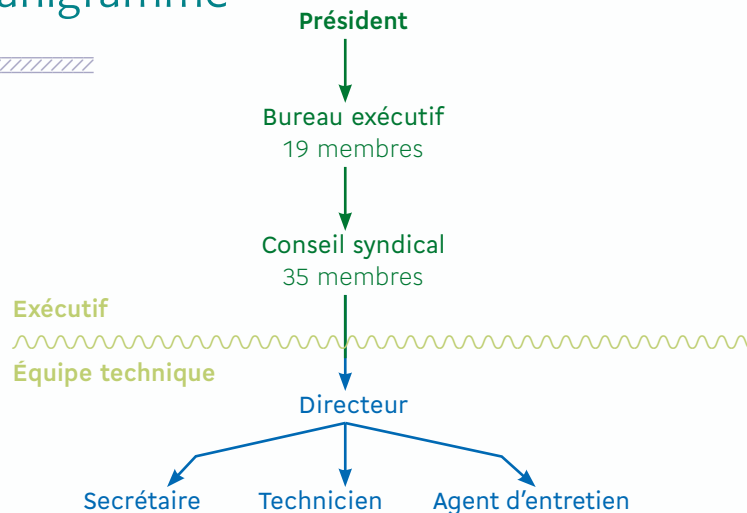 Président
Bureau exécutif
19 membres
Conseil syndical
35 membres
Exécutif
Équipe technique
Directeur
Secrétaire Technicien Agent d'entretien